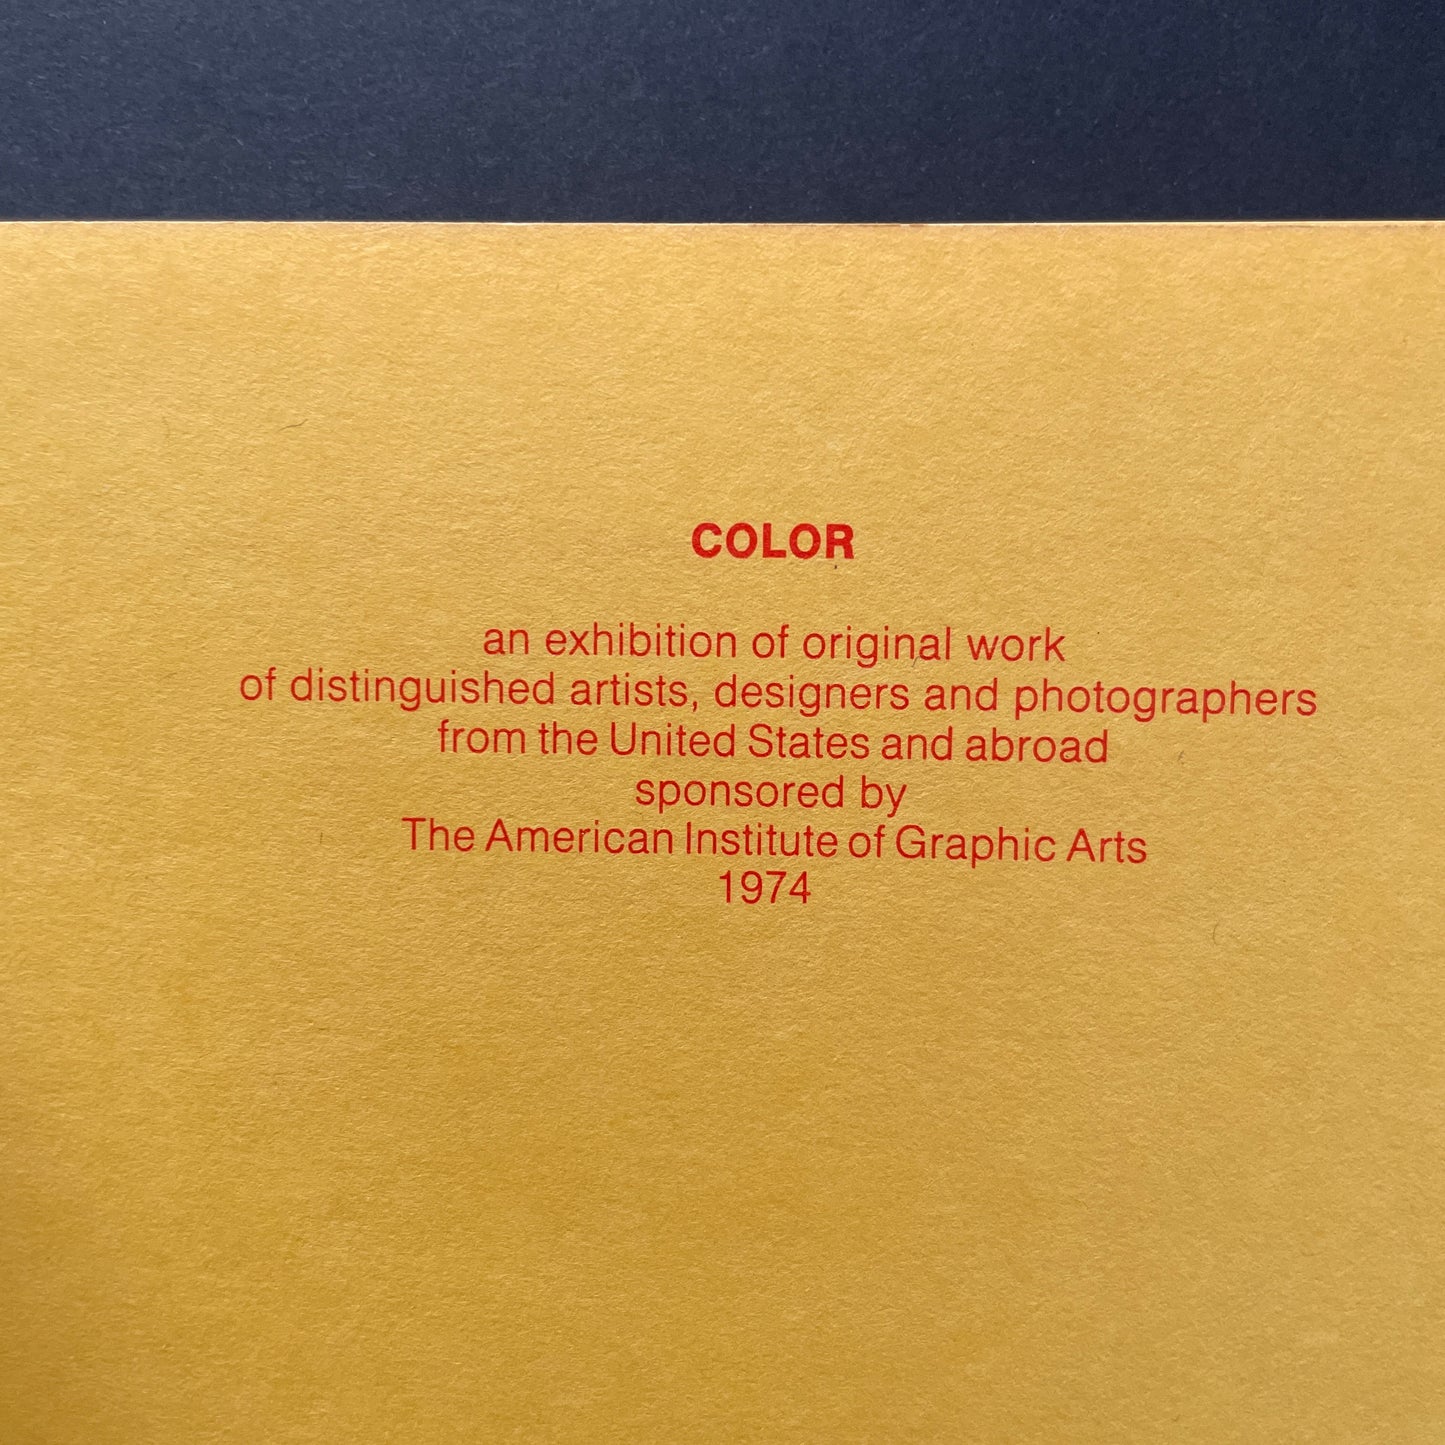 COLOR
an exhibition of original work
of distinguished artists, designers and photographers
from the United States and abroad
sponsored by
The American Institute of Graphic Arts
1974